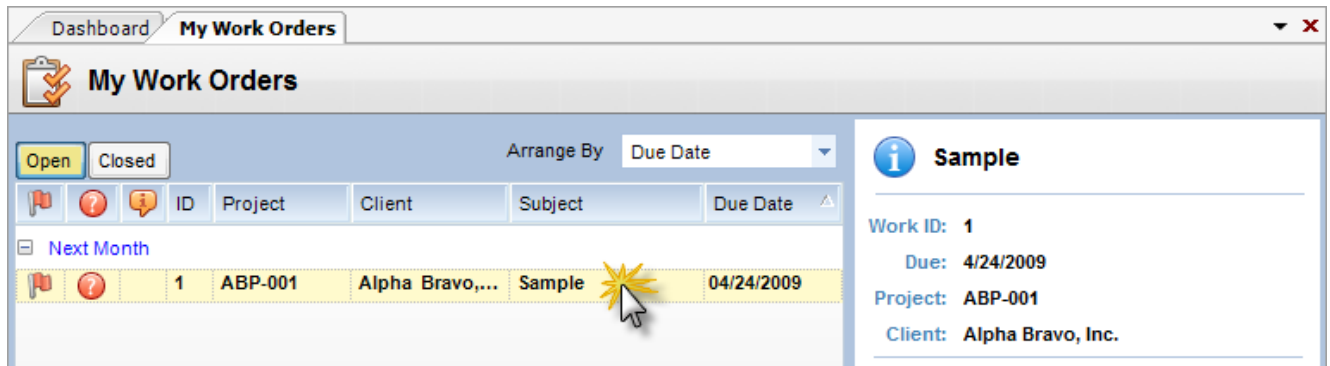 Dashboard My Work Orders
My Work Orders
Open Closed Arrange By Due Date
ID Project Client Subject Due Date
Next Month
1 ABP-001 Alpha Bravo,... Sample 04/24/2009
Sample
Work ID: 1
Due: 4/24/2009
Project: ABP-001
Client: Alpha Bravo, Inc.